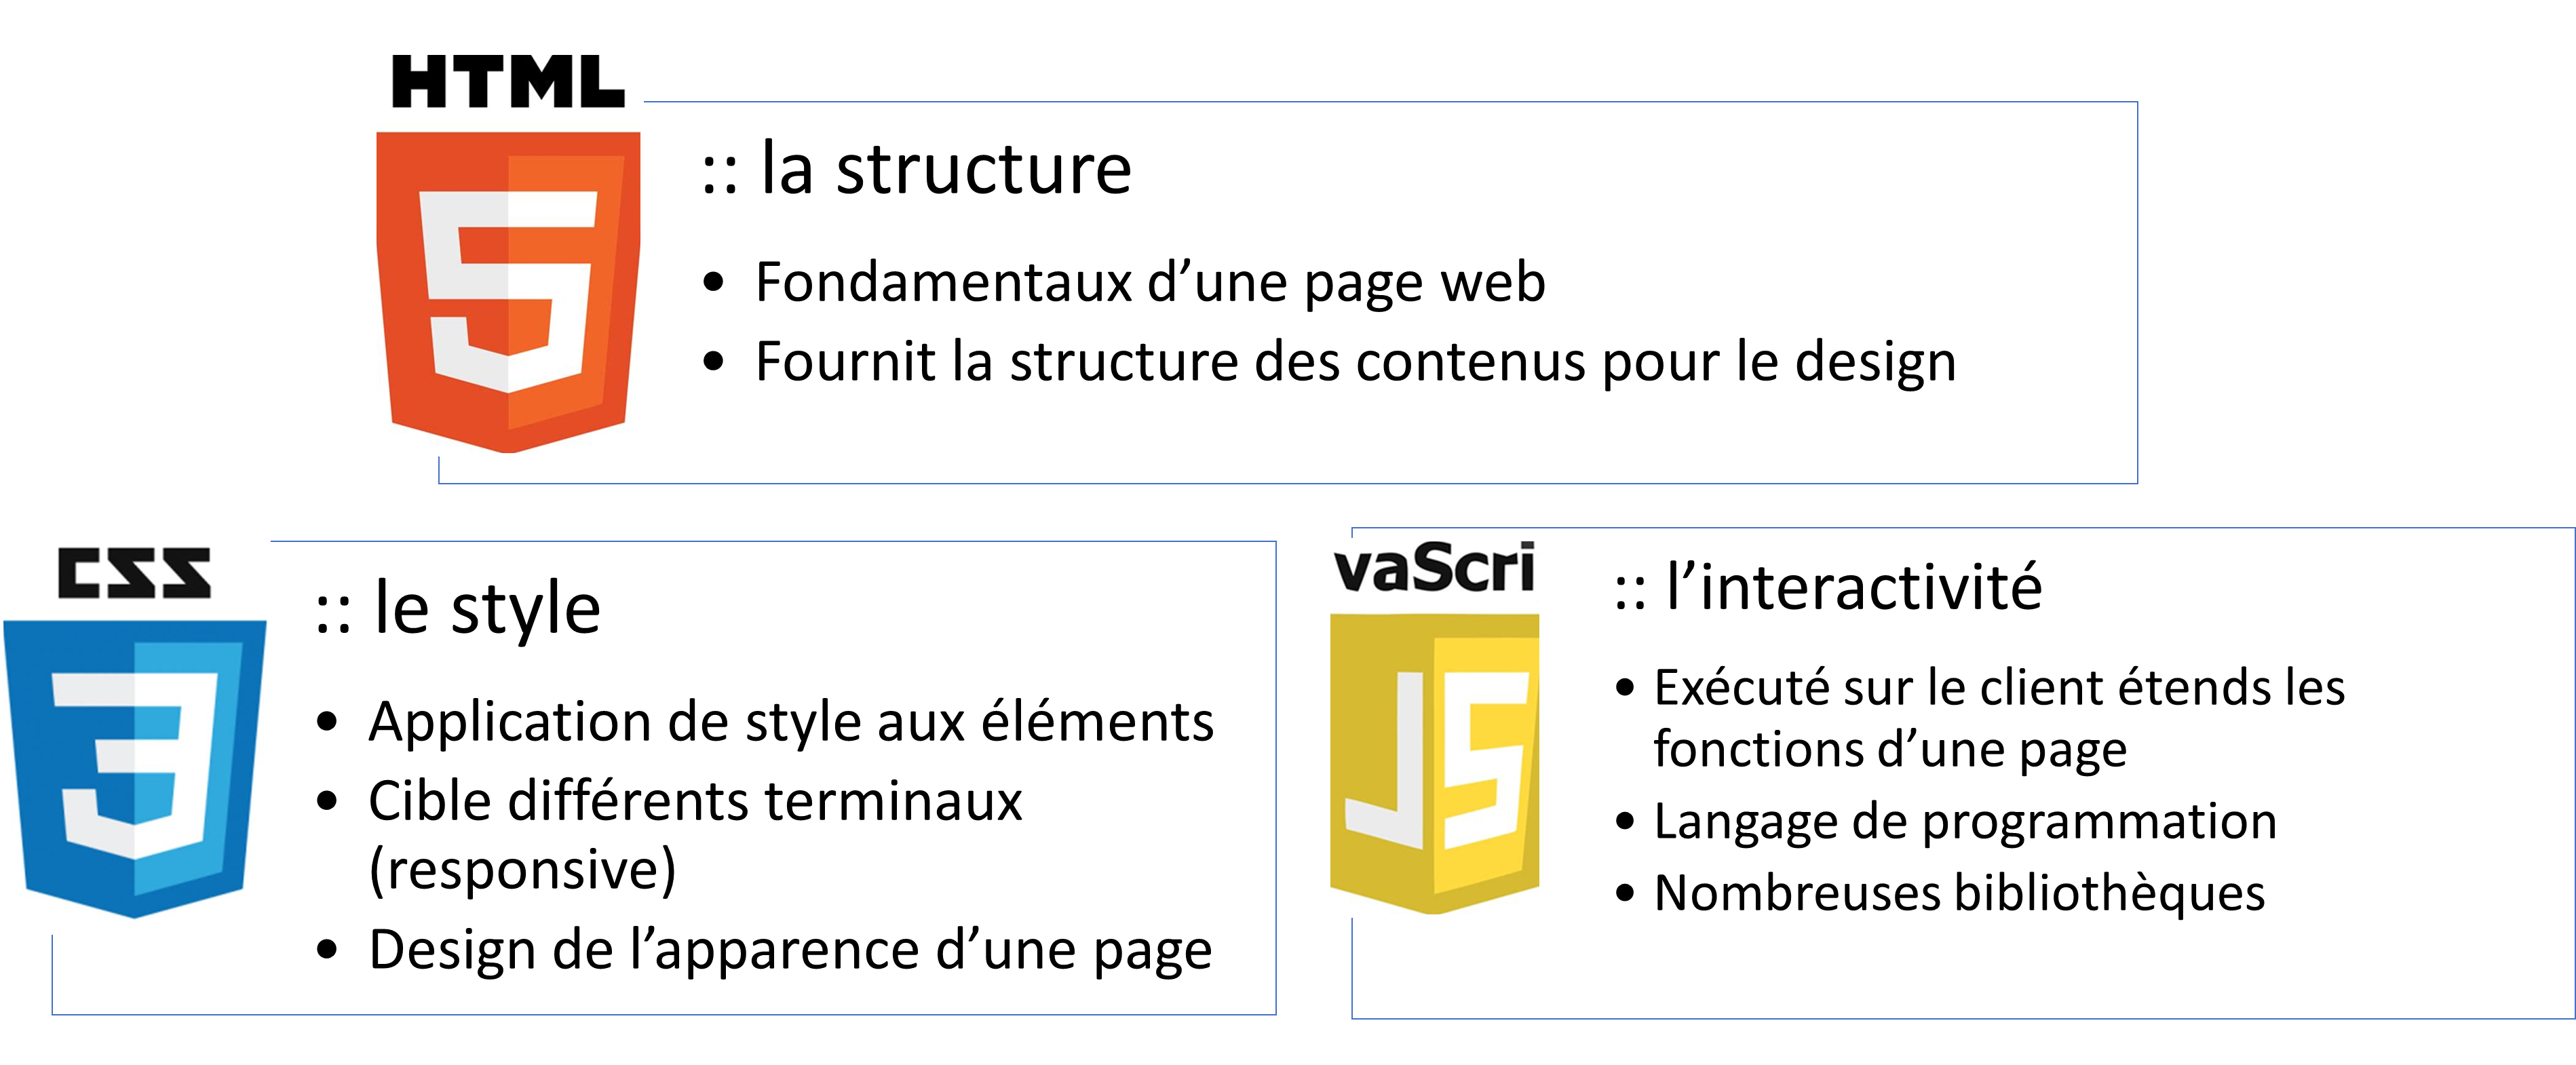 HTML
5
:: la structure
• Fondamentaux d’une page web
• Fournit la structure des contenus pour le design
CSS
3
:: le style
• Application de style aux éléments
• Cible différents terminaux
(responsive)
• Design de l’apparence d’une page
vaScri
JS
:: l’interactivité
• Exécuté sur le client étends les
fonctions d’une page
• Langage de programmation
• Nombreuses bibliothèques